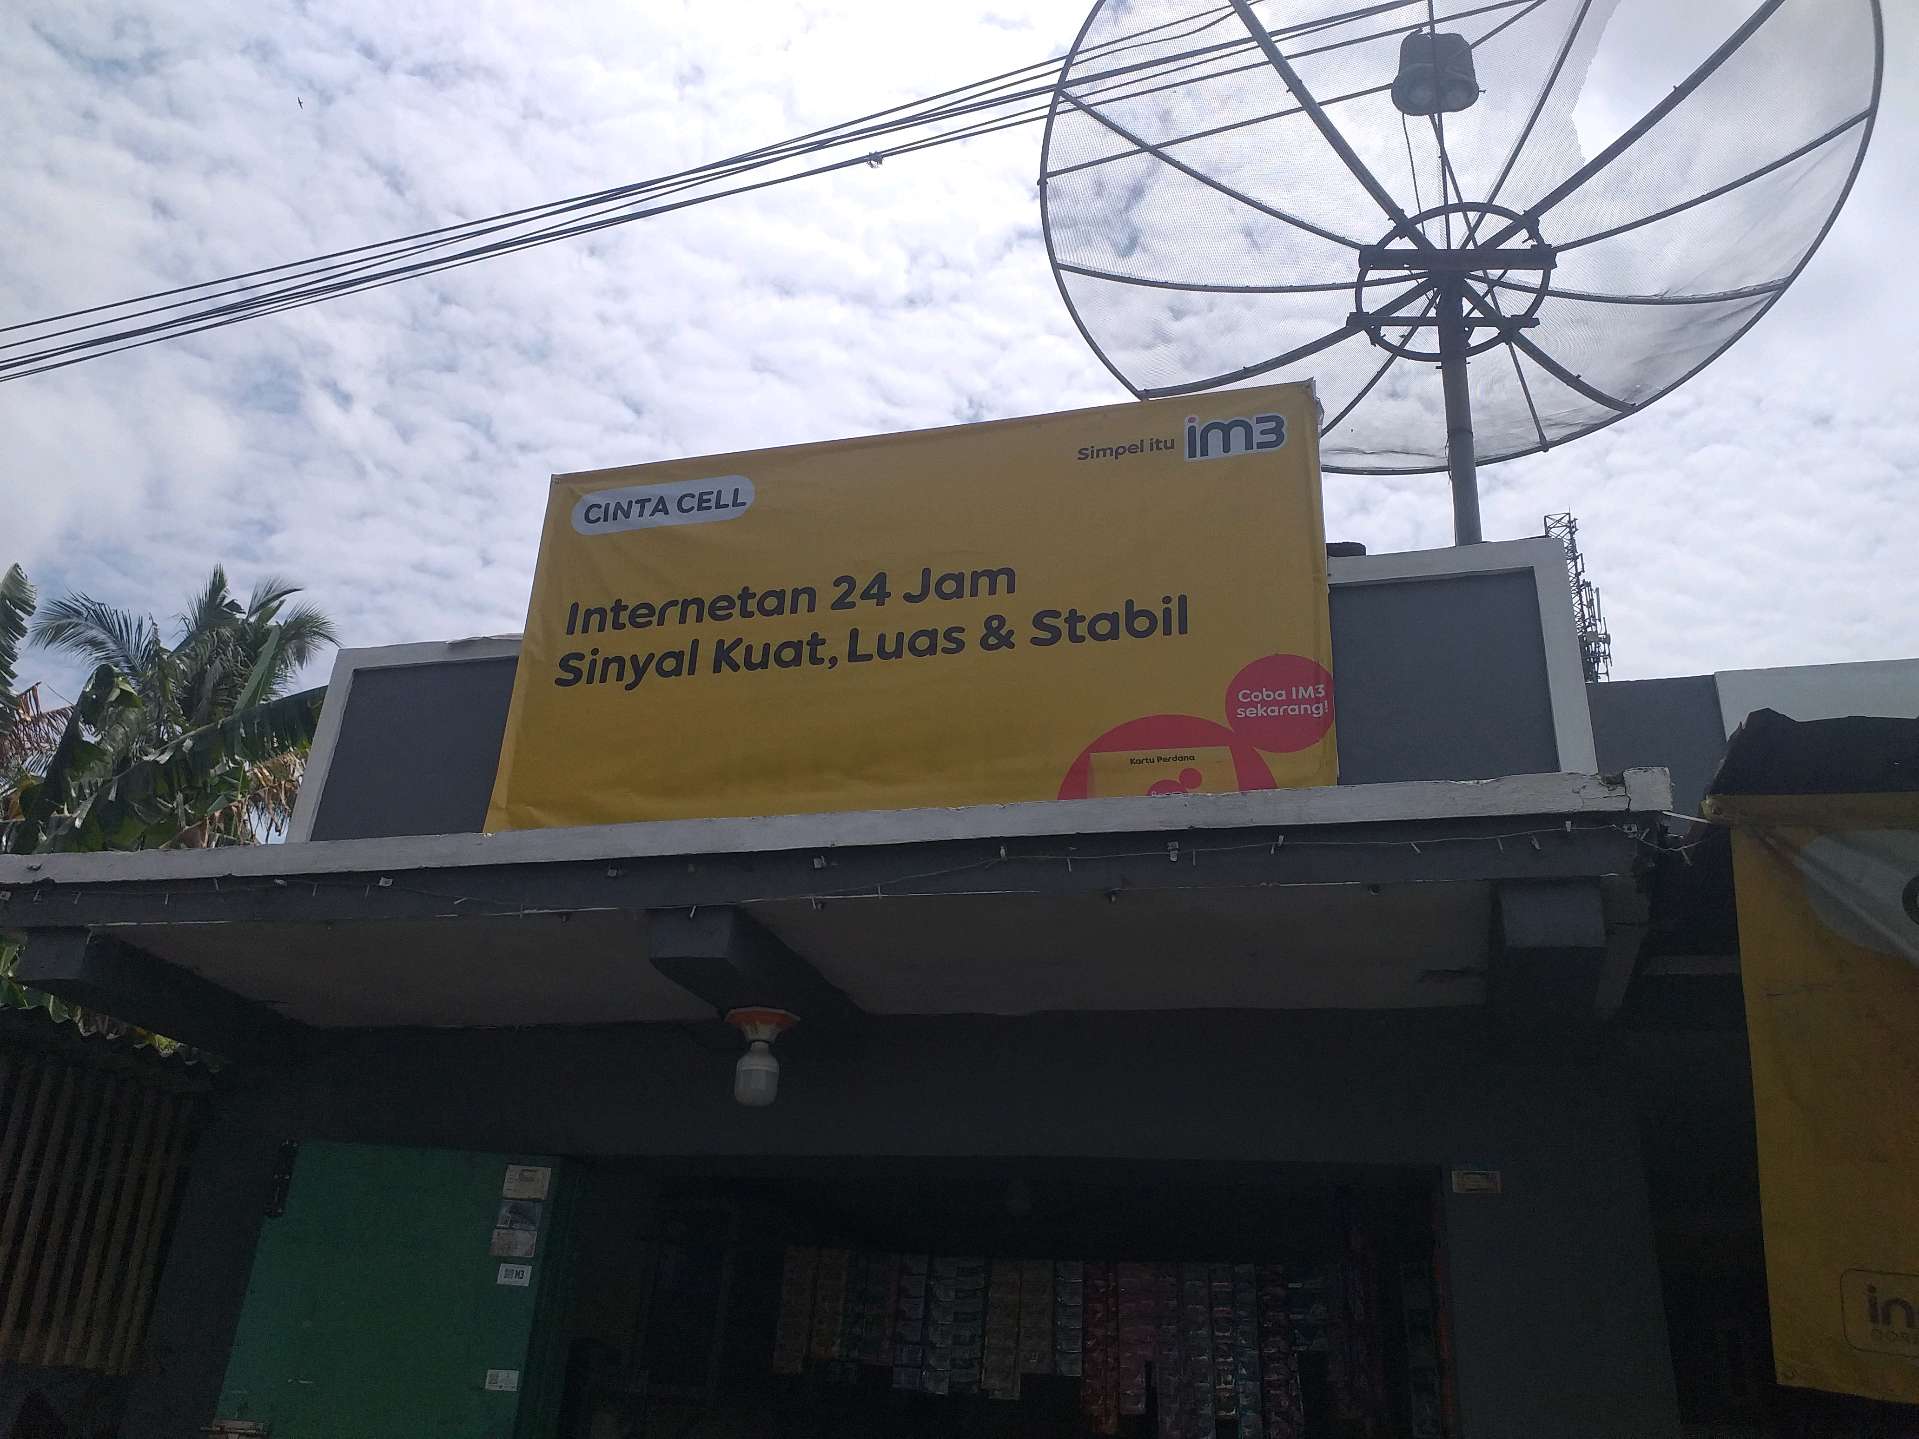 Simpel itu im3
CINTA CELL
Internetan 24 Jam
Sinyal Kuat, Luas & Stabil
Coba IM3
sekarang!
Kartu Perdana